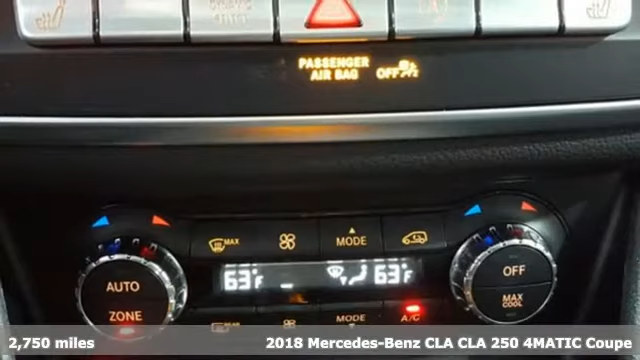 PASSENGER
AIR BAG OFF
MAX
MODE
63°F 63°F
AUTO
ZONE
OFF
MAX
COOL
REAR
MODE
A/C
2,750 miles 2018 Mercedes-Benz CLA CLA 250 4MATIC Coupe